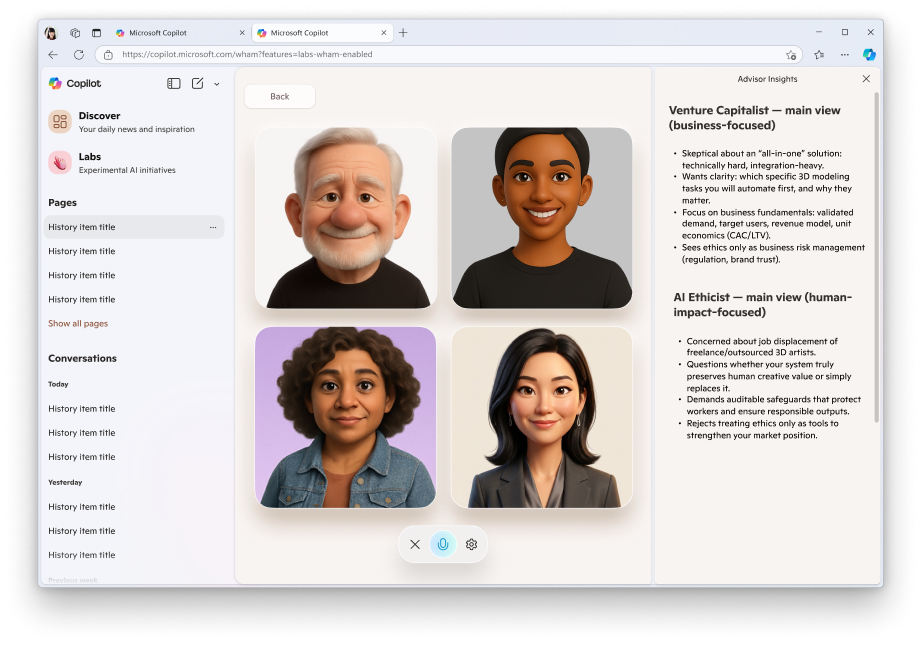 Microsoft Copilot
Microsoft Copilot
https://copilot.microsoft.com/wham?features=labs-wham-enabled
Copilot
Discover
Your daily news and inspiration
Labs
Experimental AI initiatives
Pages
History item title
History item title
History item title
History item title
Show all pages
Conversations
Today
History item title
History item title
History item title
Yesterday
History item title
History item title
History item title
Previous week
Back
Advisor Insights
Venture Capitalist — main view
(business-focused)
• Skeptical about an “all-in-one” solution:
technically hard, integration-heavy.
• Wants clarity: which specific 3D modeling
tasks you will automate first, and why they
matter.
• Focus on business fundamentals: validated
demand, target users, revenue model, unit
economics (CAC/LTV).
• Sees ethics only as business risk management
(regulation, brand trust).
AI Ethicist — main view (human-
impact-focused)
• Concerned about job displacement of
freelance/outsourced 3D artists.
• Questions whether your system truly
preserves human creative value or simply
replaces it.
• Demands auditable safeguards that protect
workers and ensure responsible outputs.
• Rejects treating ethics only as tools to
strengthen your market position.